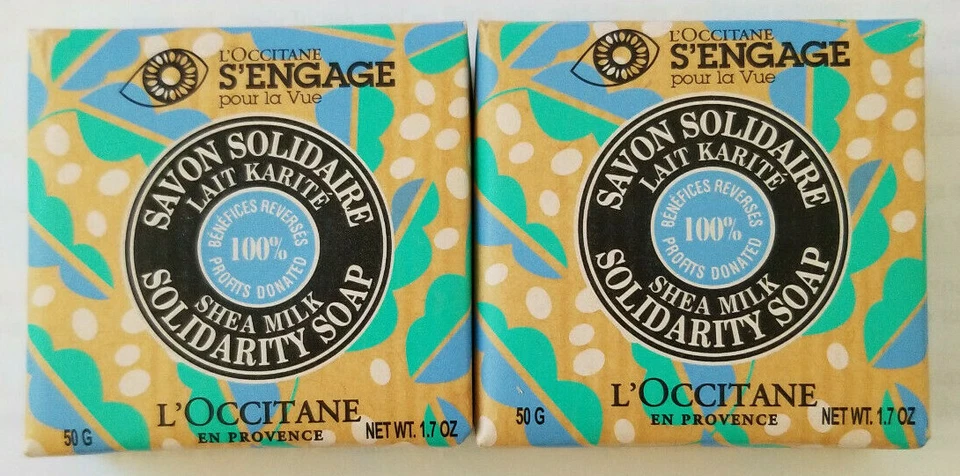 L'OCCITANE
S'ENGAGE
pour la Vue
SAVON SOLIDAIRE
LAIT KARITÉ
BÉNÉFICES REVERSÉS
100%
PROFITS DONATED
SHEA MILK
SOLIDARITY SOAP
L'OCCITANE
EN PROVENCE
50 G
NET WT. 1.7 OZ
L'OCCITANE
S'ENGAGE
pour la Vue
SAVON SOLIDAIRE
LAIT KARITÉ
BÉNÉFICES REVERSÉS
100%
PROFITS DONATED
SHEA MILK
SOLIDARITY SOAP
L'OCCITANE
EN PROVENCE
50 G
NET WT. 1.7 OZ